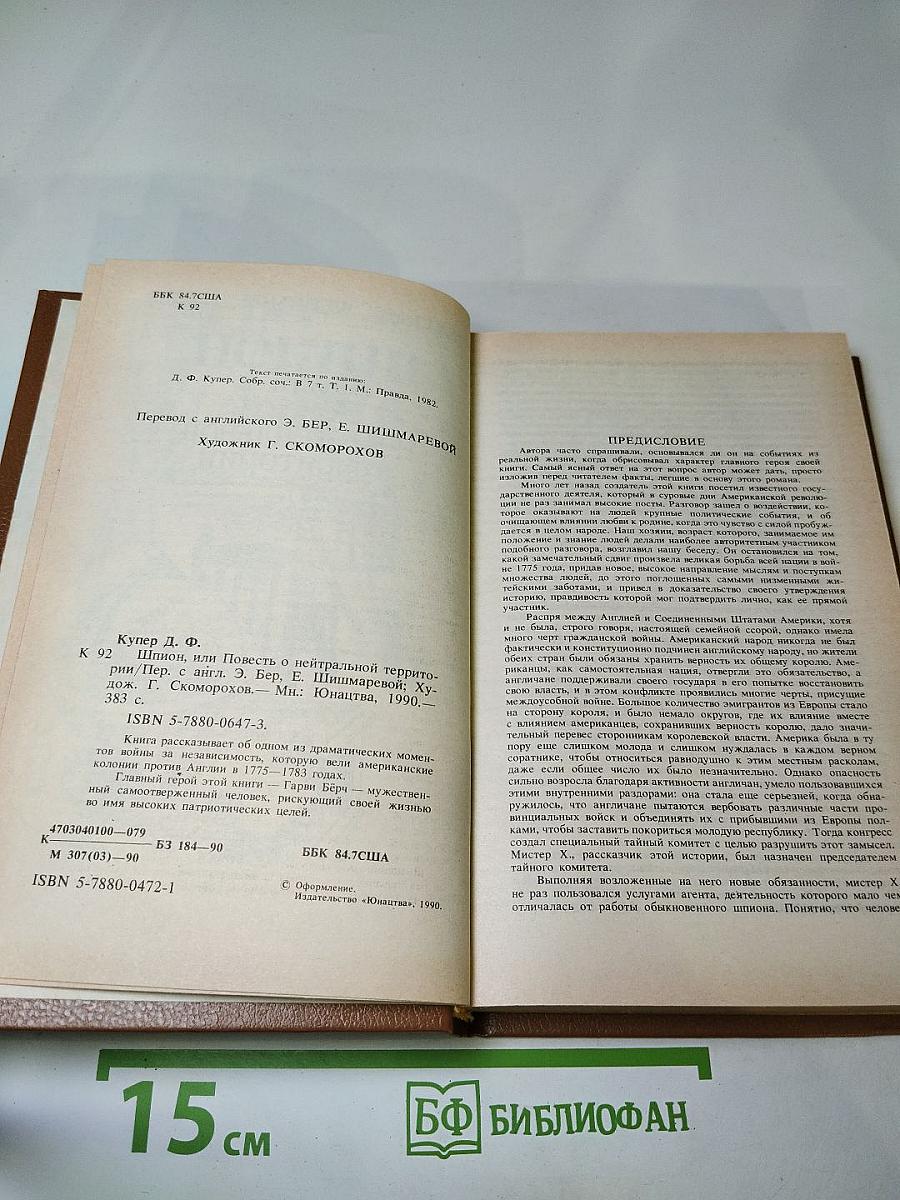 ББК 84.7США
К 92
Текст печатается по изданию:
Д. Ф. Купер. Собр. соч.: В 7 т. Т. 1. М.: Правда, 1982.
Перевод с английского Э. БЕР, Е. ШИШМАРЕВОЙ
Художник Г. СКОМОРОХОВ
Купер Д. Ф.
К 92 Шпион, или Повесть о нейтральной террито-
рии/Пер. с англ. Э. Бер, Е. Шишмаревой; Ху-
дож. Г. Скоморохов.— Мн.: Юнацтва, 1990.—
383 с.
ISBN 5-7880-0647-3.
Книга рассказывает об одном из драматических момен-
тов войны за независимость, которую вели американские
колонии против Англии в 1775—1783 годах.
Главный герой этой книги — Гарви Бёрч — мужествен-
ный самоотверженный человек, рискующий своей жизнью
во имя высоких патриотических целей.
К 4703040100—079
М 307(03)—90 БЗ 184—90
ББК 84.7США
ISBN 5-7880-0472-1
© Оформление.
Издательство «Юнацтва», 1990.
ПРЕДИСЛОВИЕ
Автора часто спрашивали, основывался ли он на событиях из
реальной жизни, когда обрисовывал характер главного героя своей
книги. Самый ясный ответ на этот вопрос автор может дать, просто
изложив перед читателем факты, легшие в основу этого романа.
Много лет назад создатель этой книги посетил известного госу-
дарственного деятеля, который в суровые дни Американской револю-
ции не раз занимал высокие посты. Разговор зашел о воздействии, ко-
торое оказывают на людей крупные политические события, и об
очищающем влиянии любви к родине, когда это чувство с силой пробуж-
дается в целом народе. Наш хозяин, возраст которого, занимаемое им
положение и знание людей делали наиболее авторитетным участником
подобного разговора, возглавил нашу беседу. Он остановился на том,
какой замечательный сдвиг произвела великая борьба всей нации в вой-
не 1775 года, придав новое, высокое направление мыслям и поступкам
множества людей, до этого поглощенных самыми низменными жи-
тейскими заботами, и привел в доказательство своего утверждения
историю, правдивость которой мог подтвердить лично, как ее прямой
участник.
Распря между Англией и Соединенными Штатами Америки, хотя
и не была, строго говоря, настоящей семейной ссорой, однако имела
много черт гражданской войны. Американский народ никогда не был
фактически и конституционно подчинен английскому народу, но жители
обеих стран были обязаны хранить верность их общему королю. Аме-
риканцы, как самостоятельная нация, отвергли это обязательство, а
англичане поддерживали своего государя в его попытке восстановить
свою власть, и в этом конфликте проявились многие черты, присущие
междоусобной войне. Большое количество эмигрантов из Европы стало
на сторону короля, и было немало округов, где их влияние вместе
с влиянием американцев, сохранивших верность королю, дало значи-
тельный перевес сторонникам королевской власти. Америка была в ту
пору еще слишком молода и слишком нуждалась в каждом верном
соратнике, чтобы относиться равнодушно к этим местным расколам,
даже если общее число их было незначительно. Однако опасность
сильно возросла благодаря активности англичан, умело пользовавшихся
этими внутренними раздорами: она стала еще серьезней, когда обна-
ружилось, что англичане пытаются вербовать различные части про-
винциальных войск и объединять их с прибывшими из Европы пол-
ками, чтобы заставить покориться молодую республику. Тогда конгресс
создал специальный тайный комитет с целью разрушить этот замысел.
Мистер Х., рассказчик этой истории, был назначен председателем
тайного комитета.
Выполняя возложенные на него новые обязанности, мистер Х.
не раз пользовался услугами агента, деятельность которого мало чем
отличалась от работы обыкновенного шпиона. Понятно, что челове
15 см
БФ БИБЛИОФАН